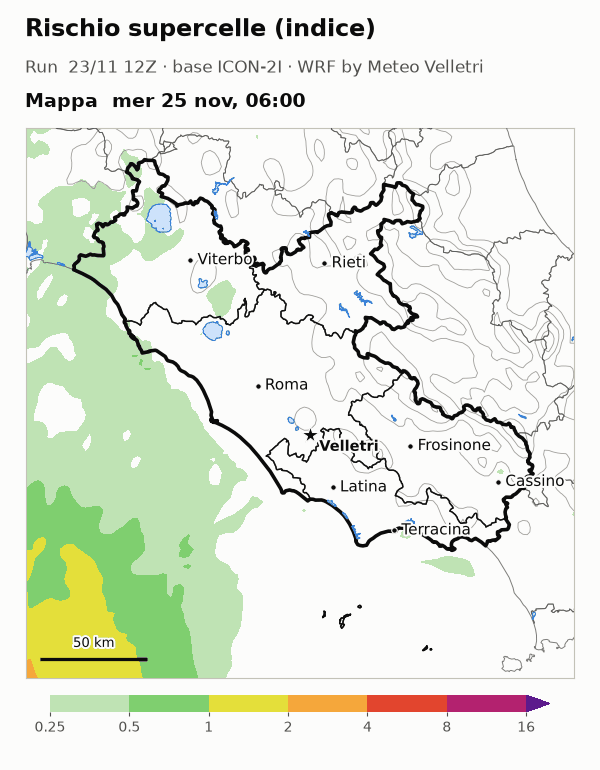 Rischio supercelle (indice)
Run 23/11 12Z · base ICON-2I · WRF by Meteo Velletri
Mappa mer 25 nov, 06:00
Viterbo
Rieti
Roma
Velletri
Frosinone
Cassino
Latina
Terracina
50 km
0.25 0.5 1 2 4 8 16